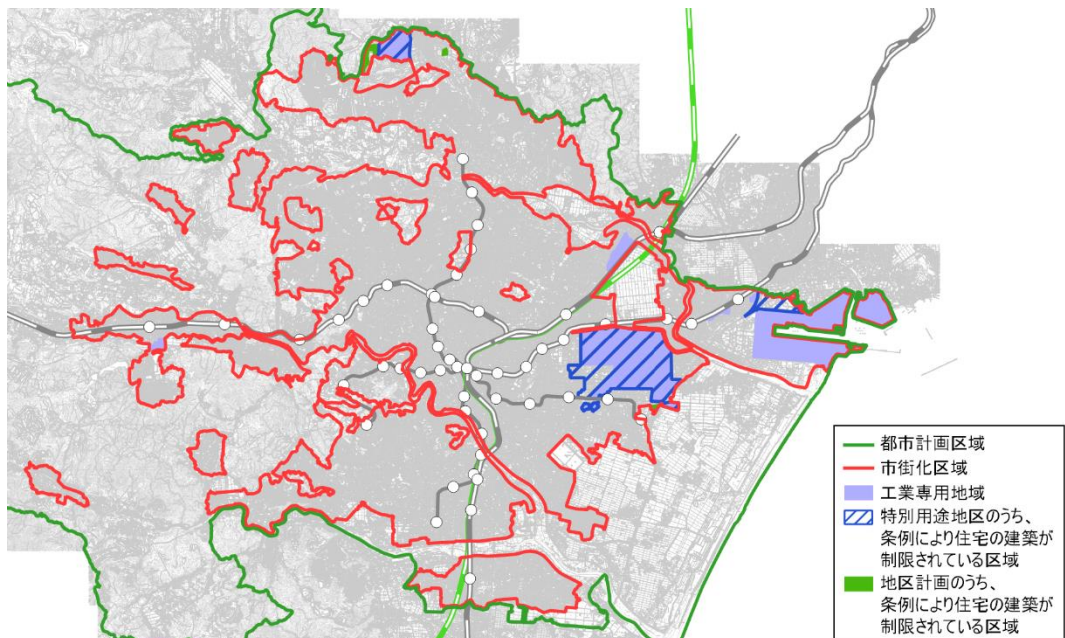 都市計画区域
市街化区域
工業専用地域
特別用途地区のうち、
条例により住宅の建築が
制限されている区域
地区計画のうち、
条例により住宅の建築が
制限されている区域